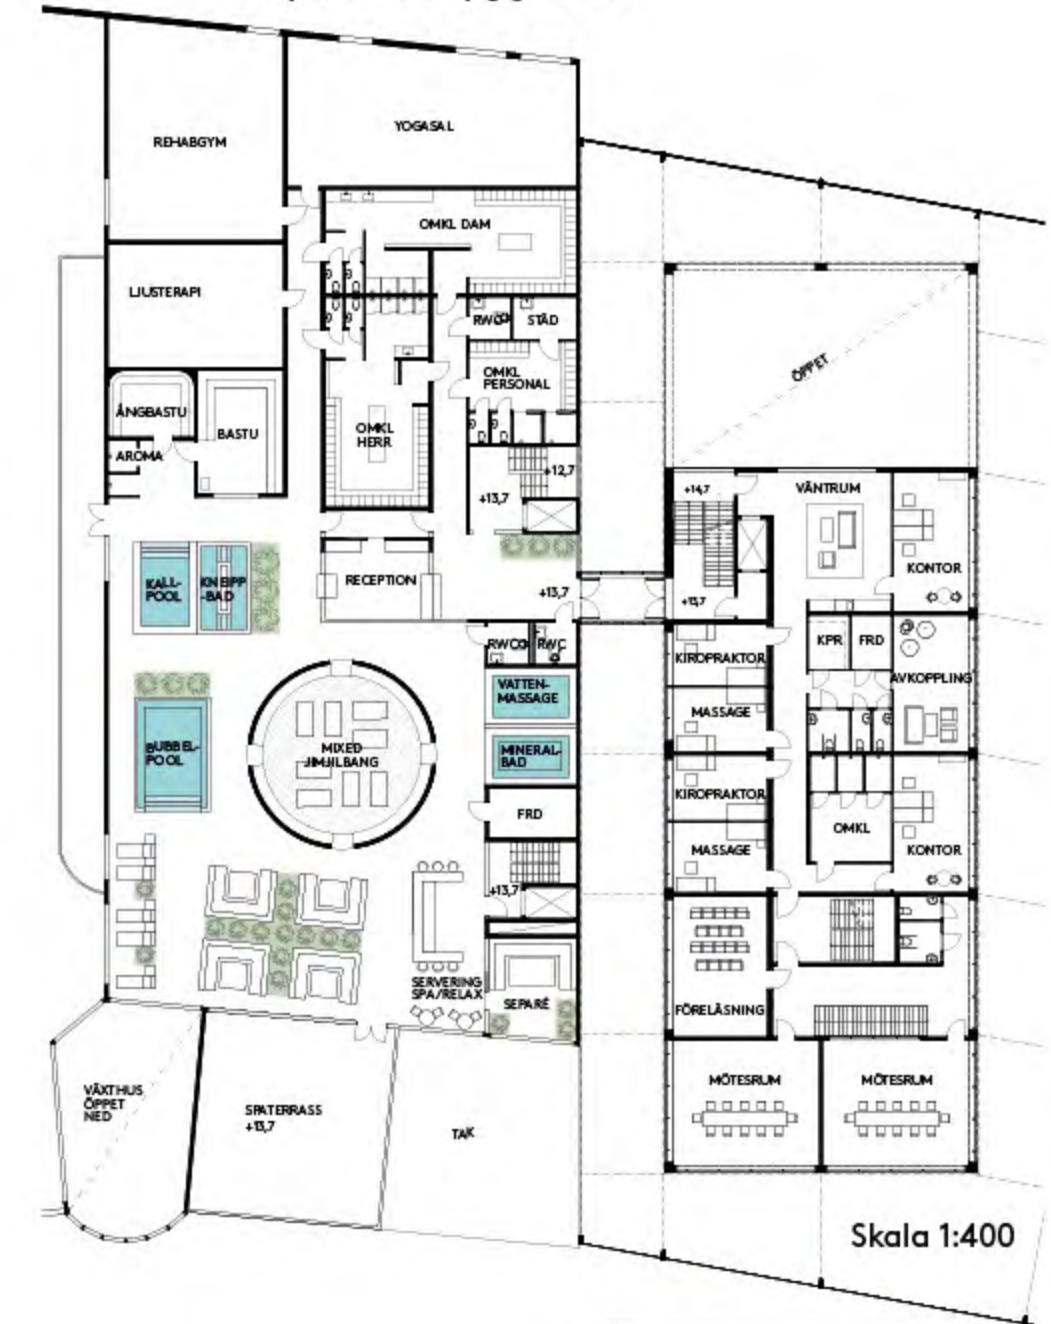 REHABGYM
YOGASAL
OMKL DAM
LJUSTERAPI
RWC
STÄD
OMKL
PERSONAL
ÖPPET
ÅNGBASTU
BASTU
AROMA
OMKL
HERR
+12,7
+13,7
+14,7
VÄNTRUM
KONTOR
KALL-
POOL
KNEIPP
-BAD
RECEPTION
+13,7
+13,7
RWC
RWC
KIROPRAKTOR
KPR
FRD
AVKOPPLING
VATTEN-
MASSAGE
MASSAGE
BUBBEL-
POOL
MIXED
JIMJILBANG
MINERAL-
BAD
KIROPRAKTOR
FRD
OMKL
MASSAGE
KONTOR
+13,7
SERVERING
SPA/RELAX
SEPARÉ
FÖRELÄSNING
VÄXTHUS
ÖPPET
NED
SPATERRASS
+13,7
TAK
MÖTESRUM
MÖTESRUM
Skala 1:400